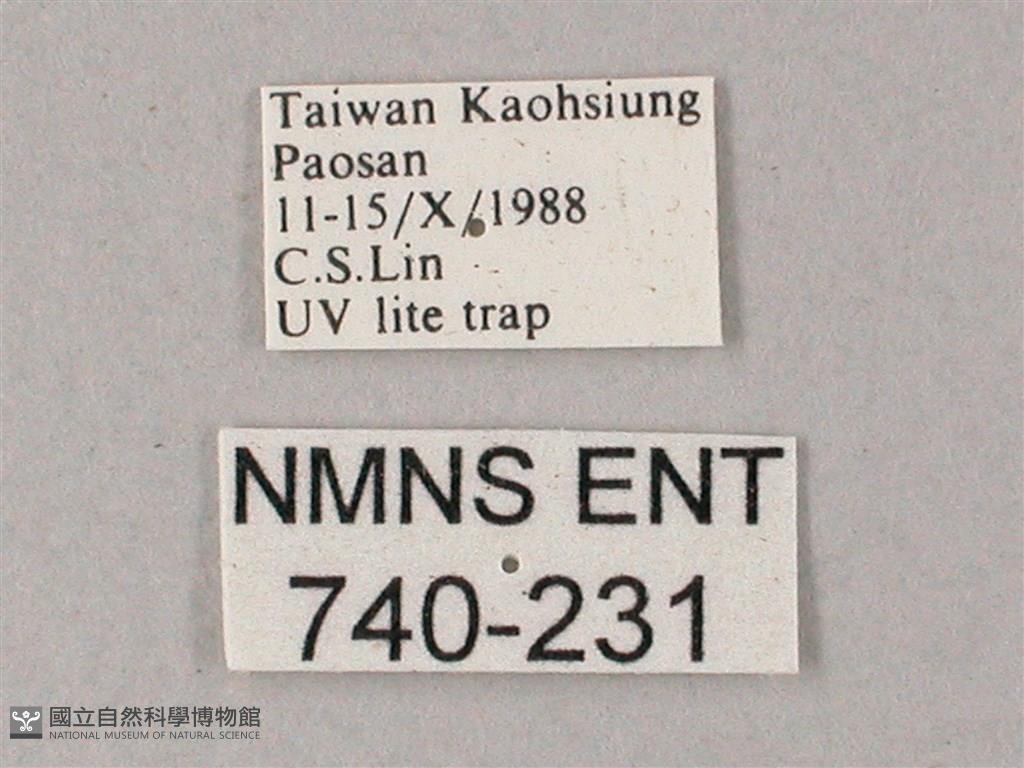 Taiwan Kaohsiung
Paosan
11-15/X/1988
C.S.Lin
UV lite trap
NMNS ENT
740-231
國立自然科學博物館
NATIONAL MUSEUM OF NATURAL SCIENCE